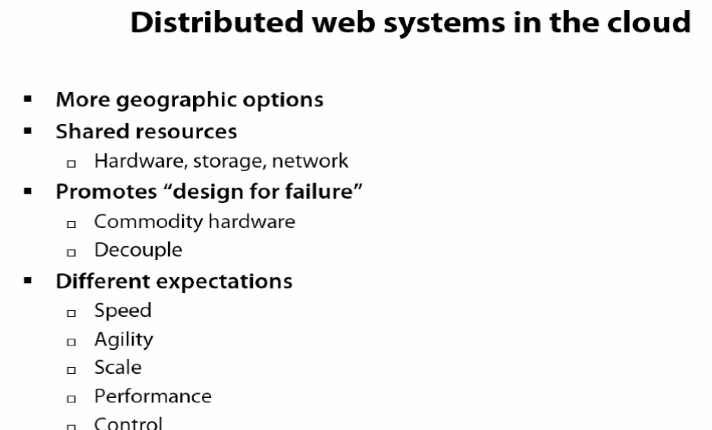 Distributed web systems in the cloud
More geographic options
Shared resources
Hardware, storage, network
Promotes “design for failure”
Commodity hardware
Decouple
Different expectations
Speed
Agility
Scale
Performance
Control